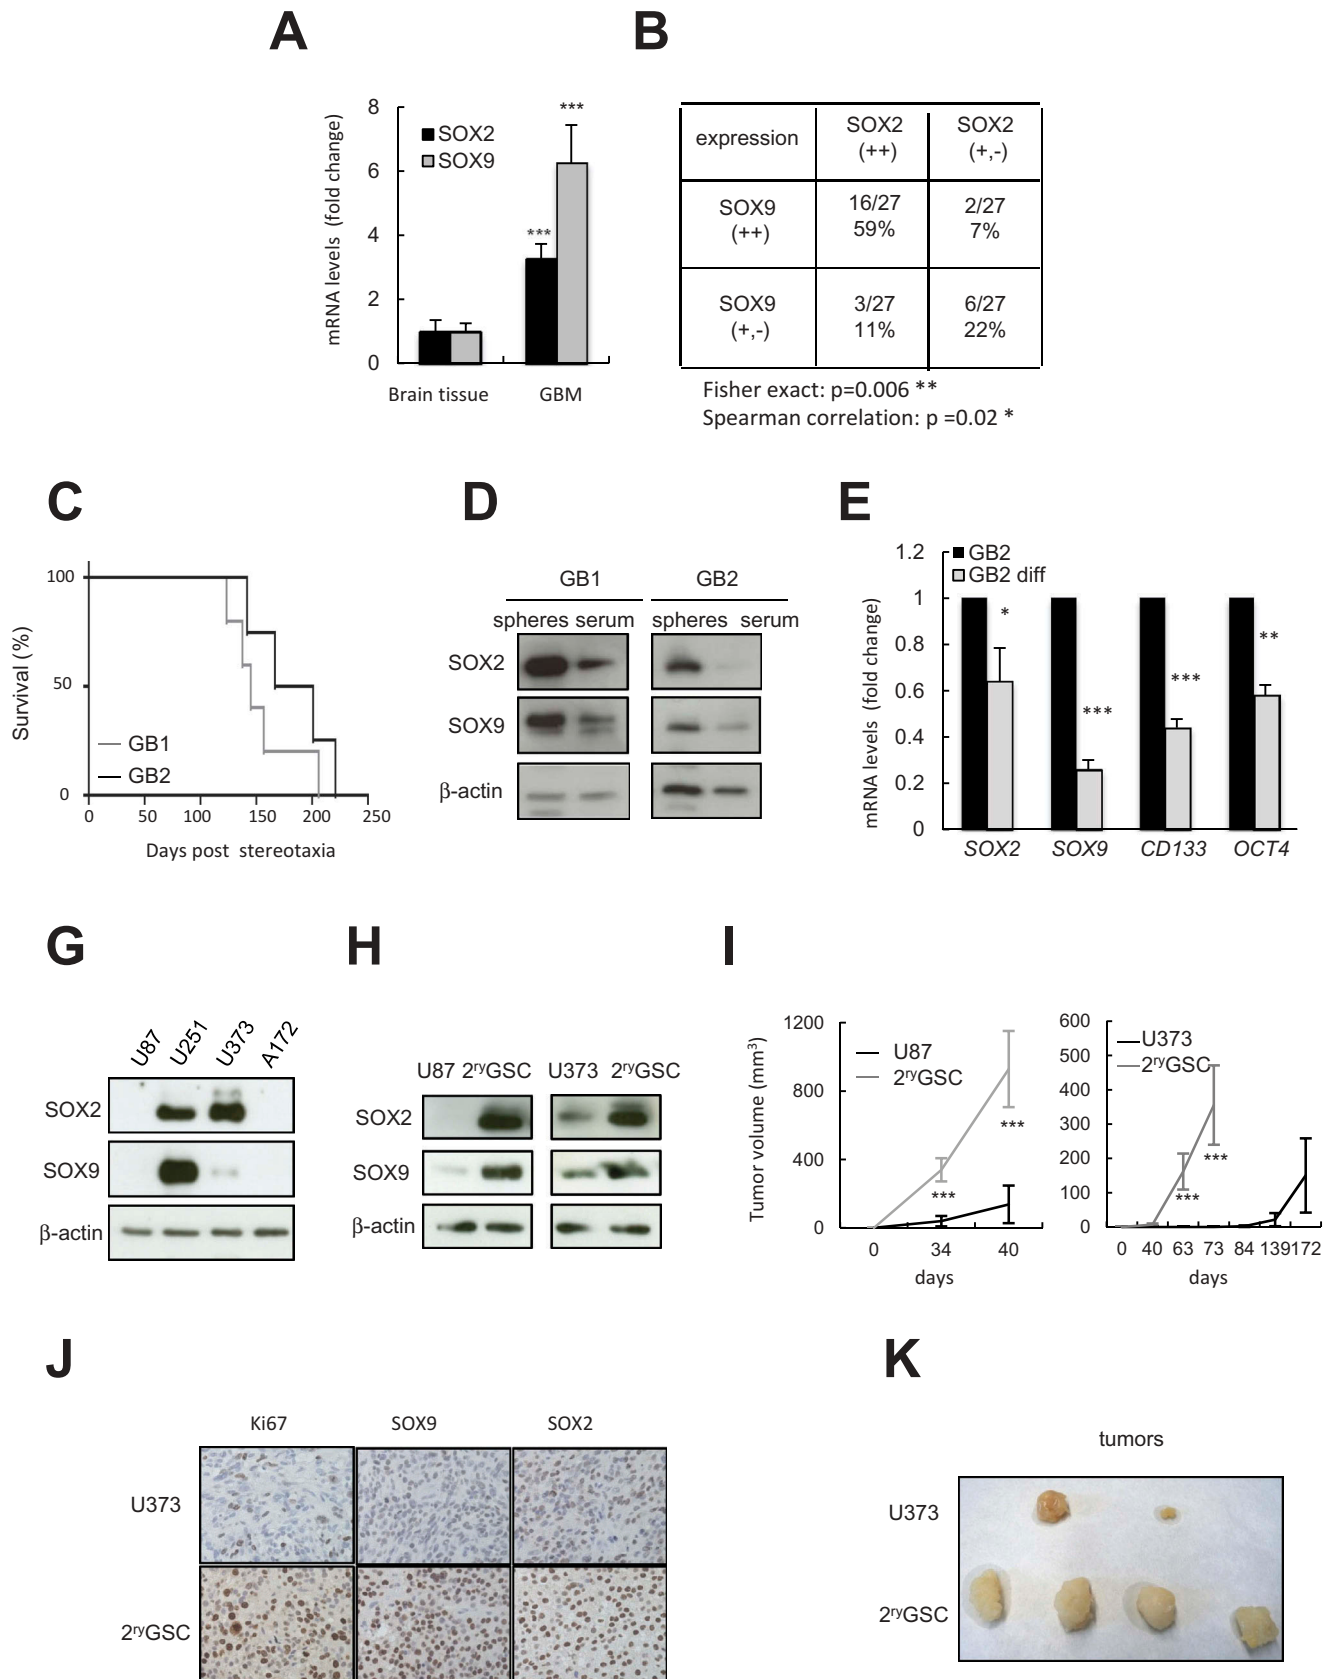 A
B
8
6
4
2
0
mRNA levels (fold change)
SOX2
SOX9
***
***
Brain tissue GBM
expression SOX2 (++) SOX2 (+,-)
SOX9 (++) 16/27 59% 2/27 7%
SOX9 (+,-) 3/27 11% 6/27 22%
Fisher exact: p=0.006 **
Spearman correlation: p =0.02 *
C
D
E
100
50
0
Survival (%)
GB1
GB2
0 50 100 150 200 250
Days post stereotaxia
GB1 GB2
spheres serum spheres serum
SOX2
SOX9
β-actin
1.2
1
0.8
0.6
0.4
0.2
0
mRNA levels (fold change)
GB2
GB2 diff
*
***
***
**
SOX2 SOX9 CD133 OCT4
G
H
I
U87 U251 U373 A172
SOX2
SOX9
β-actin
U87 2ryGSC U373 2ryGSC
SOX2
SOX9
β-actin
Tumor volume (mm3)
1200
800
400
0
U87
2ryGSC
***
***
0 34 40
days
600
500
400
300
200
100
0
U373
2ryGSC
***
***
0 40 63 73 84 139172
days
J
K
Ki67 SOX9 SOX2
U373
2ryGSC
tumors
U373
2ryGSC